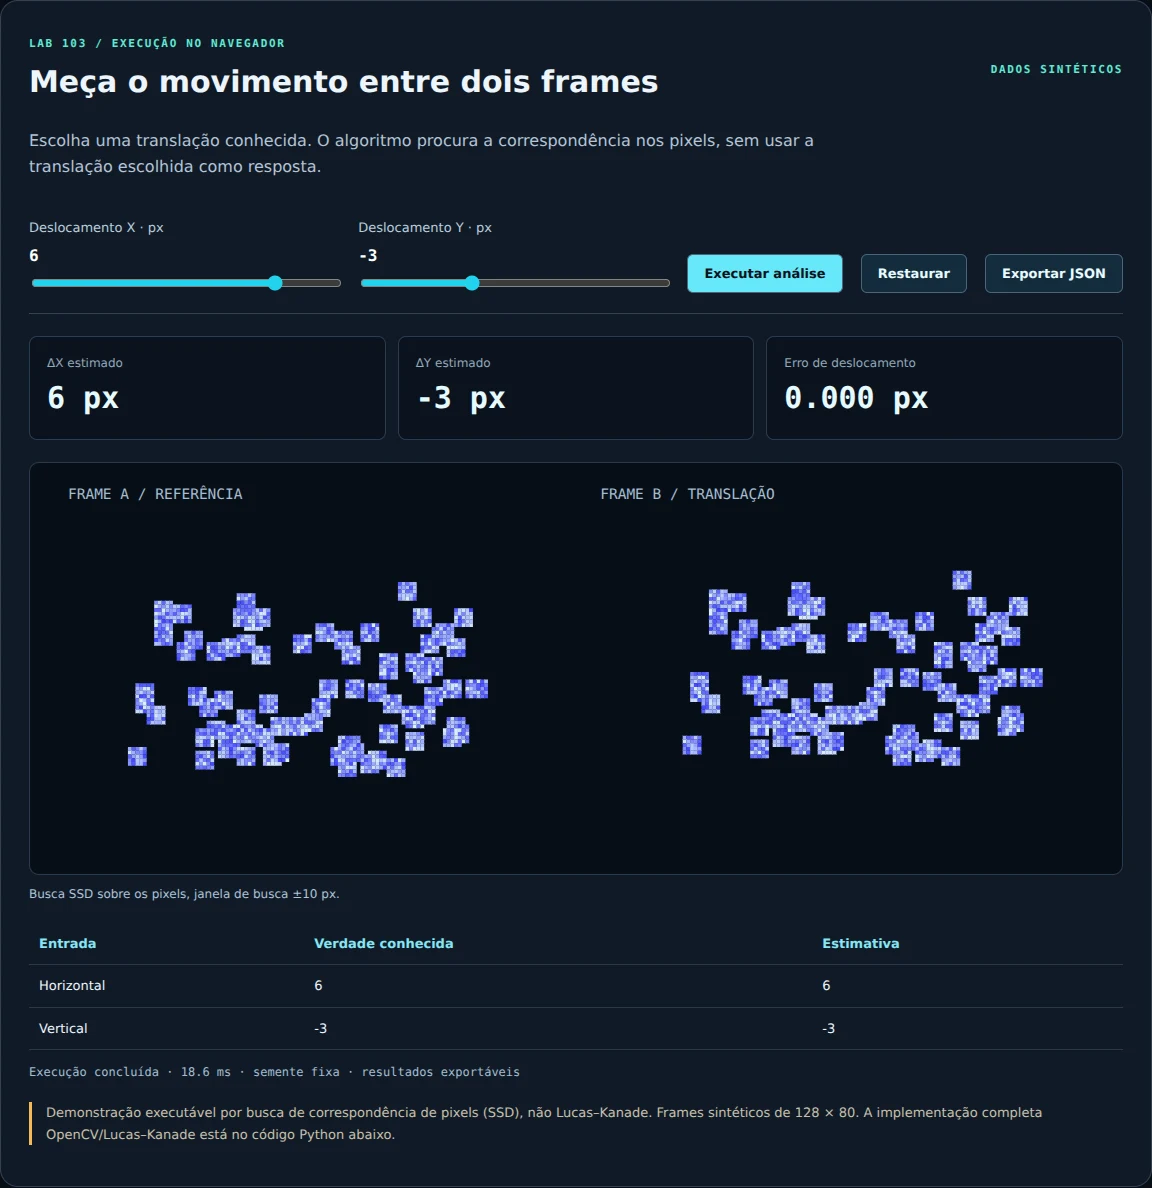 LAB 103 / EXECUÇÃO NO NAVEGADOR
Meça o movimento entre dois frames
DADOS SINTÉTICOS
Escolha uma translação conhecida. O algoritmo procura a correspondência nos pixels, sem usar a
translação escolhida como resposta.
Deslocamento X · px
6
Deslocamento Y · px
-3
Executar análise
Restaurar
Exportar JSON
ΔX estimado
6 px
ΔY estimado
-3 px
Erro de deslocamento
0.000 px
FRAME A / REFERÊNCIA
FRAME B / TRANSLAÇÃO
Busca SSD sobre os pixels, janela de busca ±10 px.
Entrada Verdade conhecida Estimativa
Horizontal 6 6
Vertical -3 -3
Execução concluída · 18.6 ms · semente fixa · resultados exportáveis
Demonstração executável por busca de correspondência de pixels (SSD), não Lucas–Kanade. Frames sintéticos de 128 × 80. A implementação completa
OpenCV/Lucas–Kanade está no código Python abaixo.